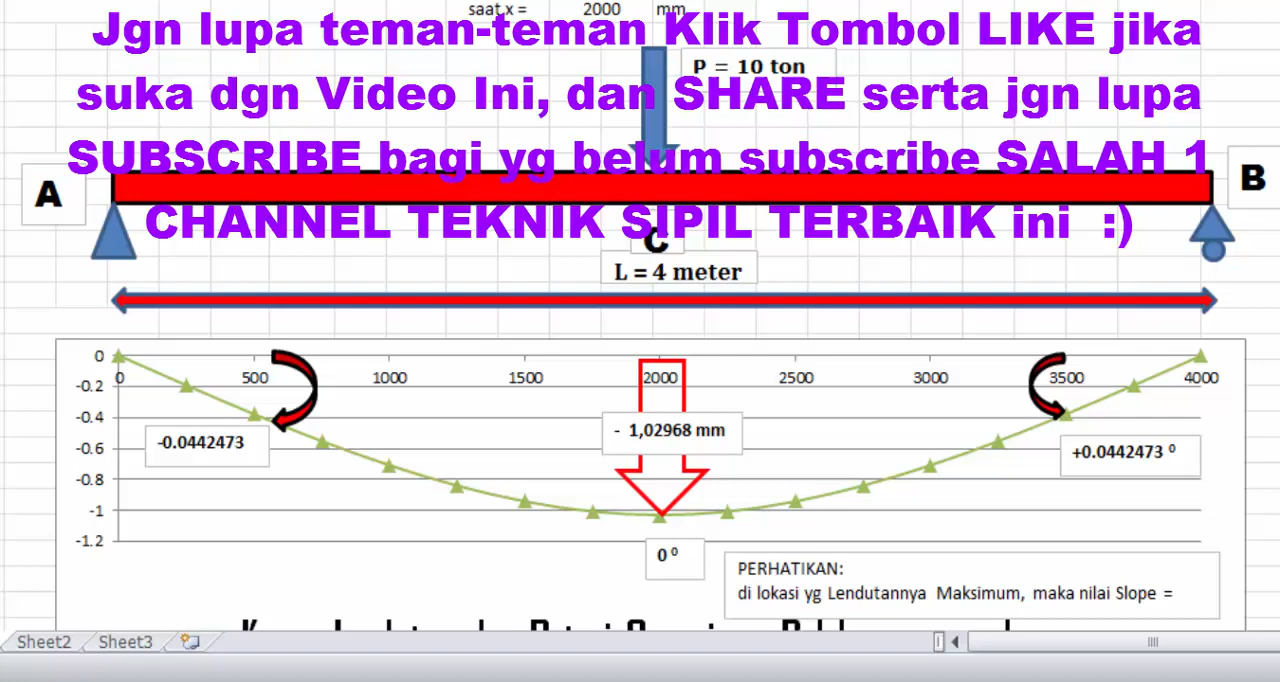 saat x = 2000 mm
Jgn lupa teman-teman Klik Tombol LIKE jika
P = 10 ton
suka dgn Video Ini, dan SHARE serta jgn lupa
SUBSCRIBE bagi yg belum subscribe SALAH 1
A
B
CHANNEL TEKNIK SIPIL TERBAIK ini :)
C
L = 4 meter
0
0 500 1000 1500 2000 2500 3000 3500 4000
-0.2
-0.4
- 1,02968 mm
-0.0442473
+0.0442473 ⁰
-0.6
-0.8
-1
-1.2
0 ⁰
PERHATIKAN:
di lokasi yg Lendutannya Maksimum, maka nilai Slope =
Sheet2 Sheet3